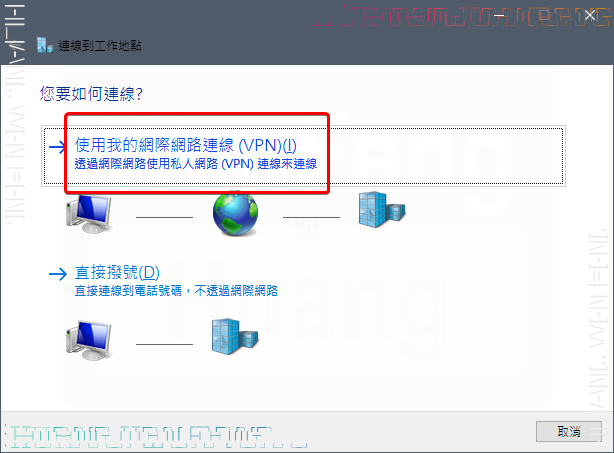 連線到工作地點
您要如何連線?
使用我的網際網路連線 (VPN)(I)
透過網際網路使用私人網路 (VPN) 連線來連線
直接撥號(D)
直接連線到電話號碼，不透過網際網路
取消